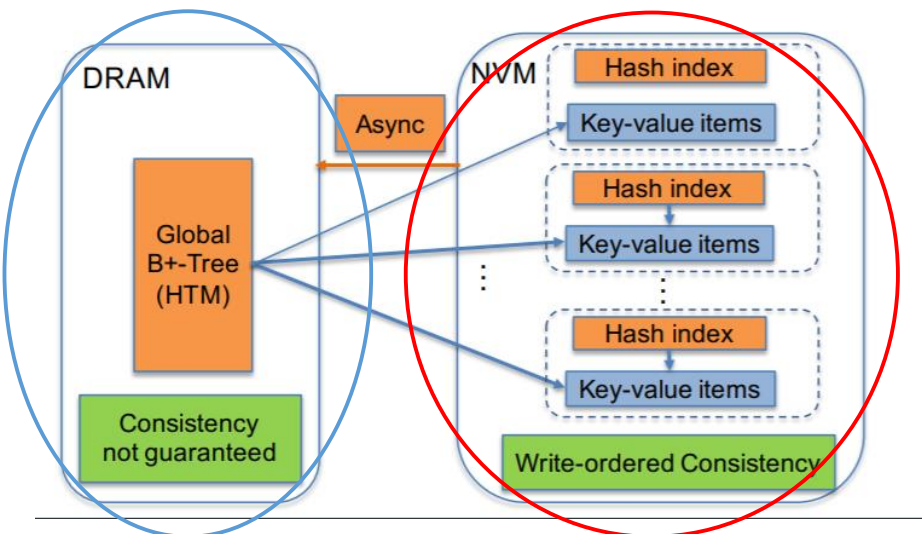 DRAM
Global
B+-Tree
(HTM)
Consistency
not guaranteed
Async
NVM
Hash index
Key-value items
Hash index
Key-value items
Hash index
Key-value items
Write-ordered Consistency